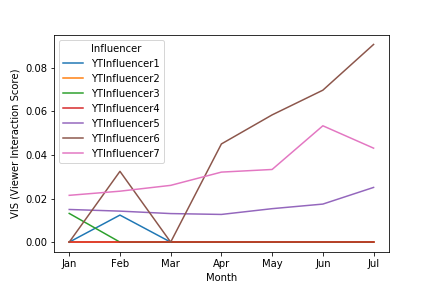 Influencer
YTInfluencer1
YTInfluencer2
YTInfluencer3
YTInfluencer4
YTInfluencer5
YTInfluencer6
YTInfluencer7
VIS (Viewer Interaction Score)
0.08
0.06
0.04
0.02
0.00
Jan Feb Mar Apr May Jun Jul
Month